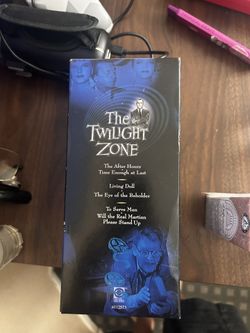 The
TWILIGHT
ZONE
The After Hours
Time Enough at Last
Living Doll
The Eye of the Beholder
To Serve Man
Will the Real Martian
Please Stand Up